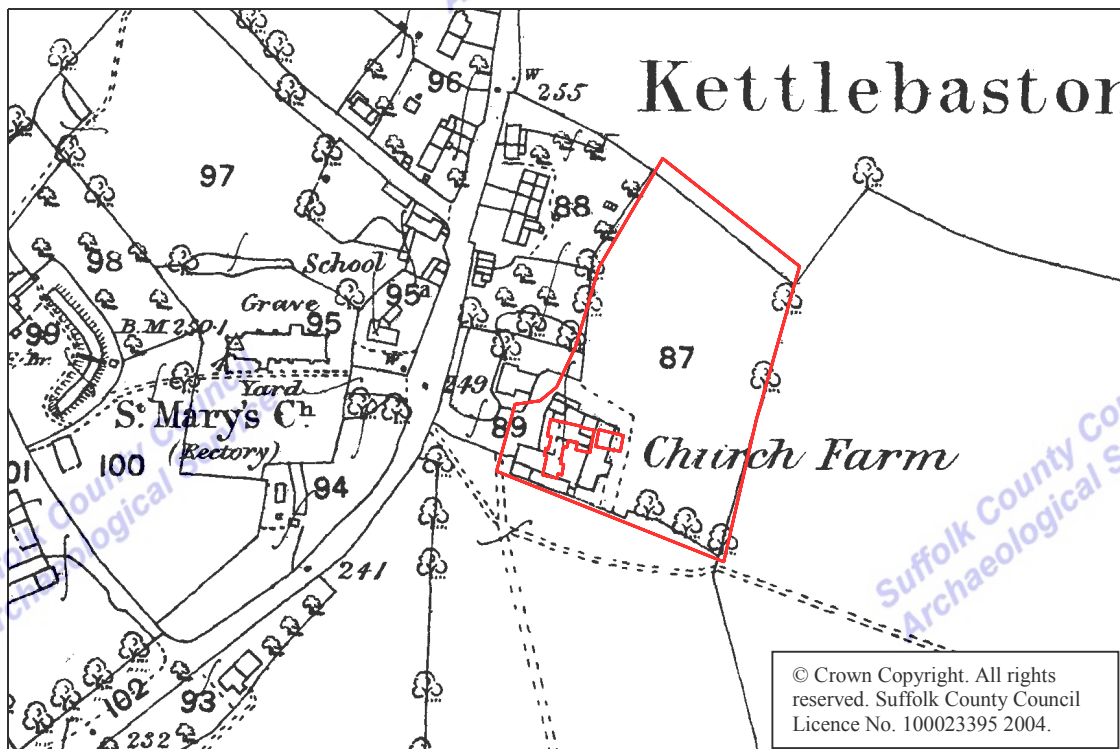 Kettlebaston
W
255
96
97
88
98
School
95ª
Grave
95
B.M 250.1
99
Br.
87
W
249
Yard
St. Mary's Ch.
(Rectory)
89
Church Farm
100
94
241
93
102
232
Suffolk County Council
Archaeological Service
© Crown Copyright. All rights
reserved. Suffolk County Council
Licence No. 100023395 2004.